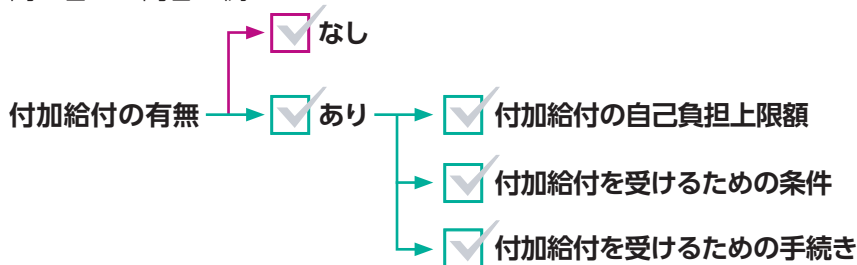 なし
付加給付の有無
あり
付加給付の自己負担上限額
付加給付を受けるための条件
付加給付を受けるための手続き